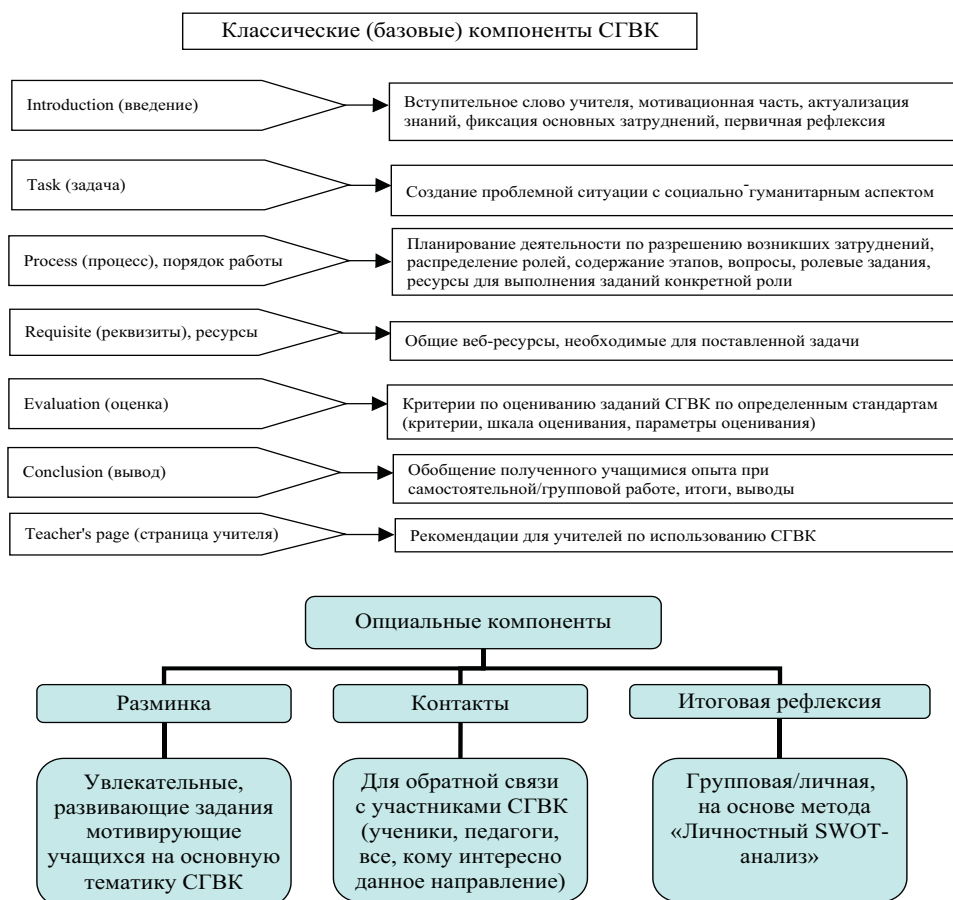 Классические (базовые) компоненты СГВК
Introduction (введение)
Вступительное слово учителя, мотивационная часть, актуализация
знаний, фиксация основных затруднений, первичная рефлексия
Task (задача)
Создание проблемной ситуации с социально-гуманитарным аспектом
Process (процесс), порядок работы
Планирование деятельности по разрешению возникших затруднений,
распределение ролей, содержание этапов, вопросы, ролевые задания,
ресурсы для выполнения заданий конкретной роли
Requisite (реквизиты), ресурсы
Общие веб-ресурсы, необходимые для поставленной задачи
Evaluation (оценка)
Критерии по оцениванию заданий СГВК по определенным стандартам
(критерии, шкала оценивания, параметры оценивания)
Conclusion (вывод)
Обобщение полученного учащимися опыта при
самостоятельной/групповой работе, итоги, выводы
Teacher's page (страница учителя)
Рекомендации для учителей по использованию СГВК
Опциальные компоненты
Разминка
Контакты
Итоговая рефлексия
Увлекательные,
развивающие задания
мотивирующие
учащихся на основную
тематику СГВК
Для обратной связи
с участниками СГВК
(ученики, педагоги,
все, кому интересно
данное направление)
Групповая/личная,
на основе метода
«Личностный SWOT-
анализ»